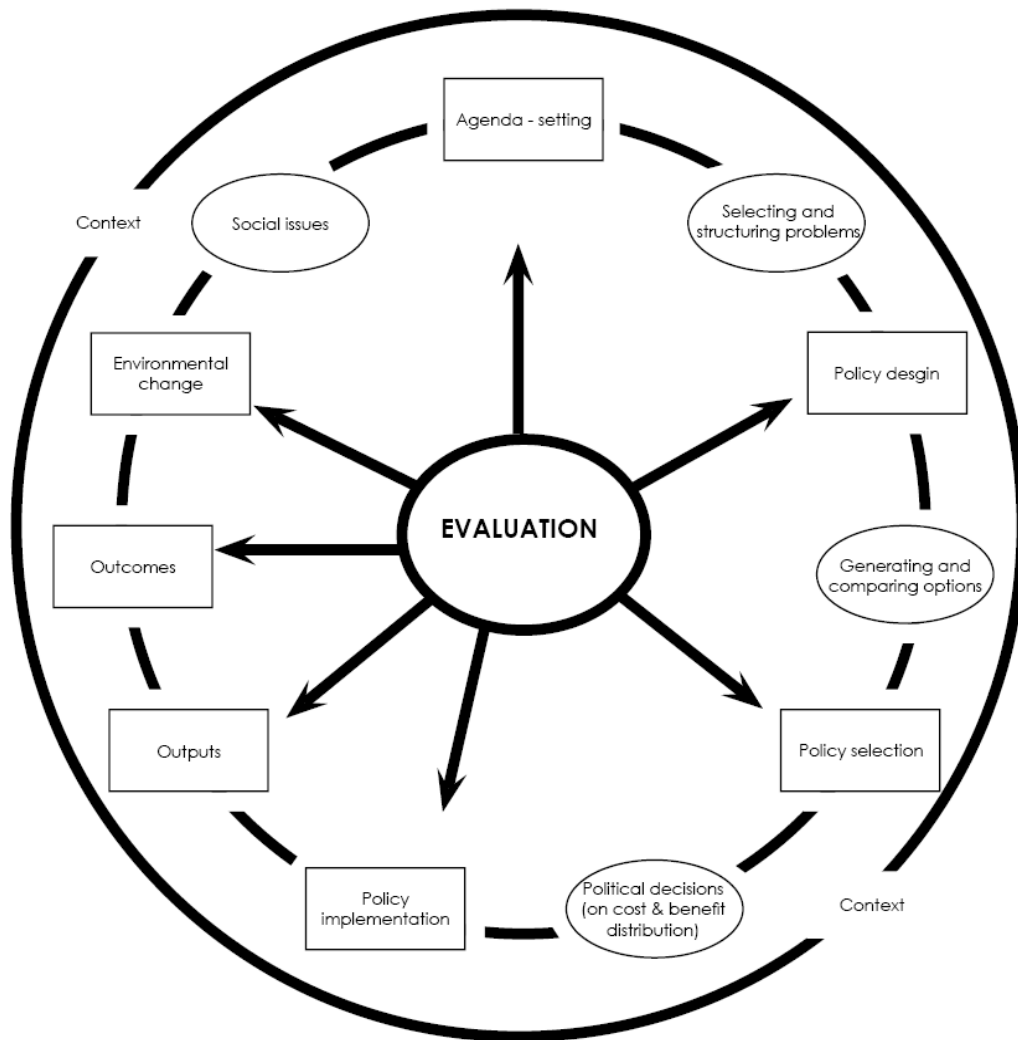 Agenda - setting
Social issues
Selecting and
structuring problems
Context
Environmental
change
Policy desgin
EVALUATION
Outcomes
Generating and
comparing options
Outputs
Policy selection
Policy
implementation
Political decisions
(on cost & benefit
distribution)
Context